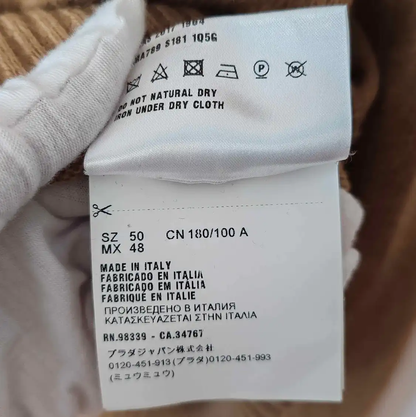 2017 1964
A789 S181 1Q5G
DO NOT NATURAL DRY
IRON UNDER DRY CLOTH
SZ 50 CN 180/100 A
MX 48
MADE IN ITALY
FABRICADO EN ITALIA
FABRICADO EM ITÁLIA
FABRIQUÉ EN ITALIE
ПРОИЗВЕДЕНО В ИТАЛИЯ
ΚΑΤΑΣΚΕΥΑΖΕΤΑΙ ΣΤΗΝ ΙΤΑΛΙΑ
RN.98339 - CA.34767
プラダジャパン株式会社
0120-451-913 (プラダ) 0120-451-993
(ミュウミュウ)